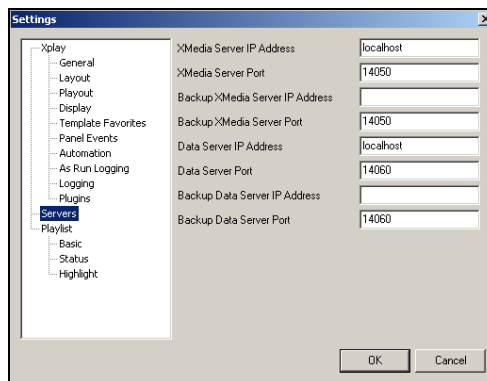 Settings
Xplay
General
Layout
Playout
Display
Template Favorites
Panel Events
Automation
As Run Logging
Logging
Plugins
Servers
Playlist
Basic
Status
Highlight
XMedia Server IP Address localhost
XMedia Server Port 14050
Backup XMedia Server IP Address
Backup XMedia Server Port 14050
Data Server IP Address localhost
Data Server Port 14060
Backup Data Server IP Address
Backup Data Server Port 14060
OK Cancel